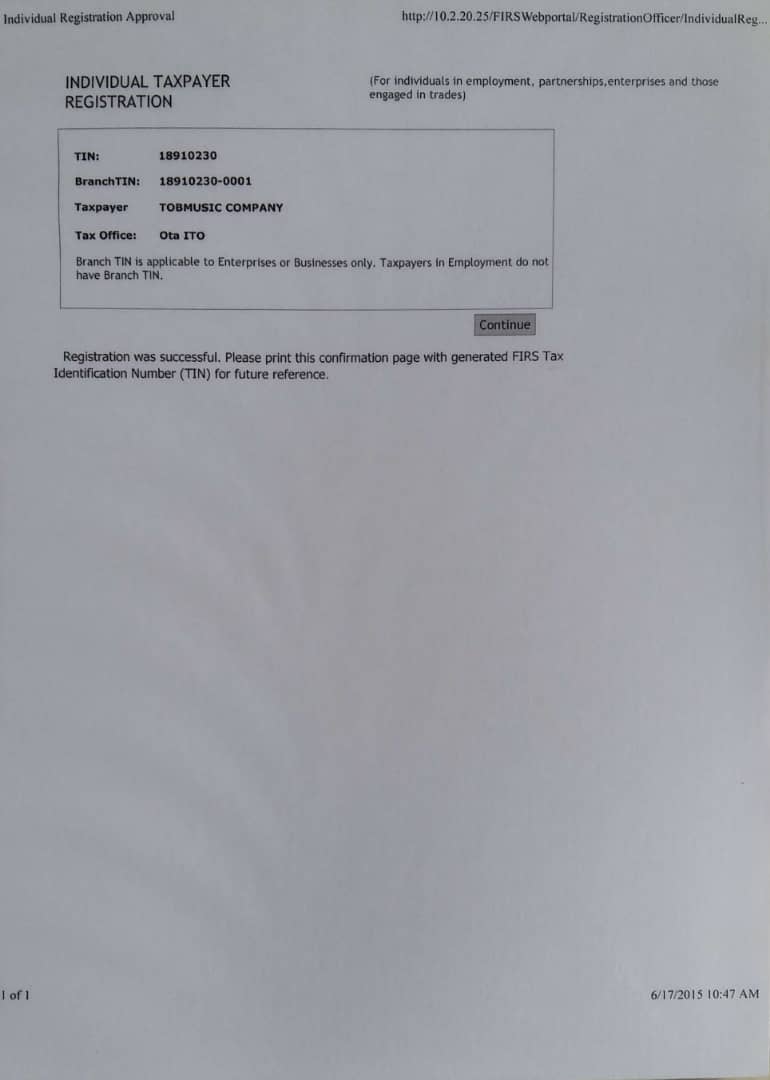 Individual Registration Approval
http://10.2.20.25/FIRSWebportal/RegistrationOfficer/IndividualReg...
INDIVIDUAL TAXPAYER
REGISTRATION
(For individuals in employment, partnerships,enterprises and those
engaged in trades)
TIN: 18910230
BranchTIN: 18910230-0001
Taxpayer TOBMUSIC COMPANY
Tax Office: Ota ITO
Branch TIN is applicable to Enterprises or Businesses only. Taxpayers in Employment do not
have Branch TIN.
Continue
Registration was successful. Please print this confirmation page with generated FIRS Tax
Identification Number (TIN) for future reference.
1 of 1
6/17/2015 10:47 AM